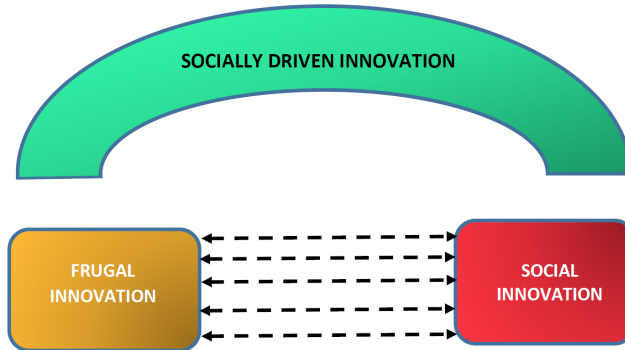 SOCIALLY DRIVEN INNOVATION
FRUGAL
INNOVATION
SOCIAL
INNOVATION